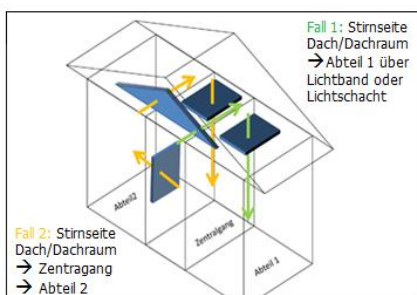 Fall 1: Stirnseite
Dach/Dachraum
→Abteil 1 über
Lichtband oder
Lichtschacht
Abteil2
Zentralgang
Abteil 1
Fall 2: Stirnseite
Dach/Dachraum
→ Zentragang
→ Abteil 2